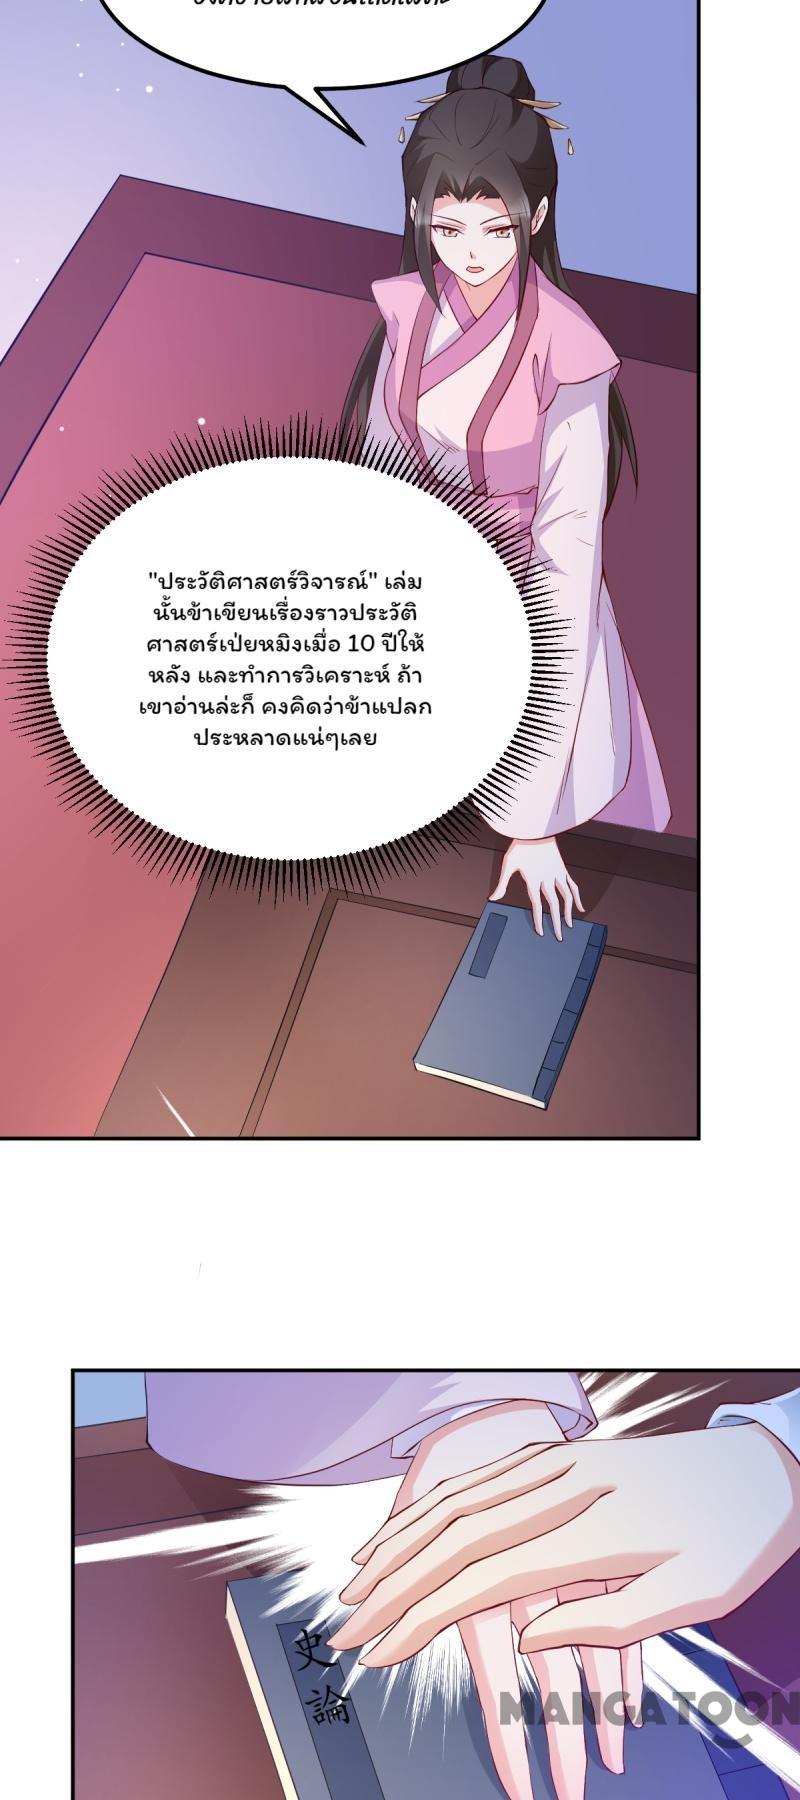 "ประวัติศาสตร์วิจารณ์" เล่ม
นั้นข้าเขียนเรื่องราวประวัติ
ศาสตร์เป่ยหมิงเมื่อ 10 ปีให้
หลัง และทำการวิเคราะห์ ถ้า
เขาอ่านล่ะก็ คงคิดว่าข้าแปลก
ประหลาดแน่ๆเลย
史
論
MANGATOON